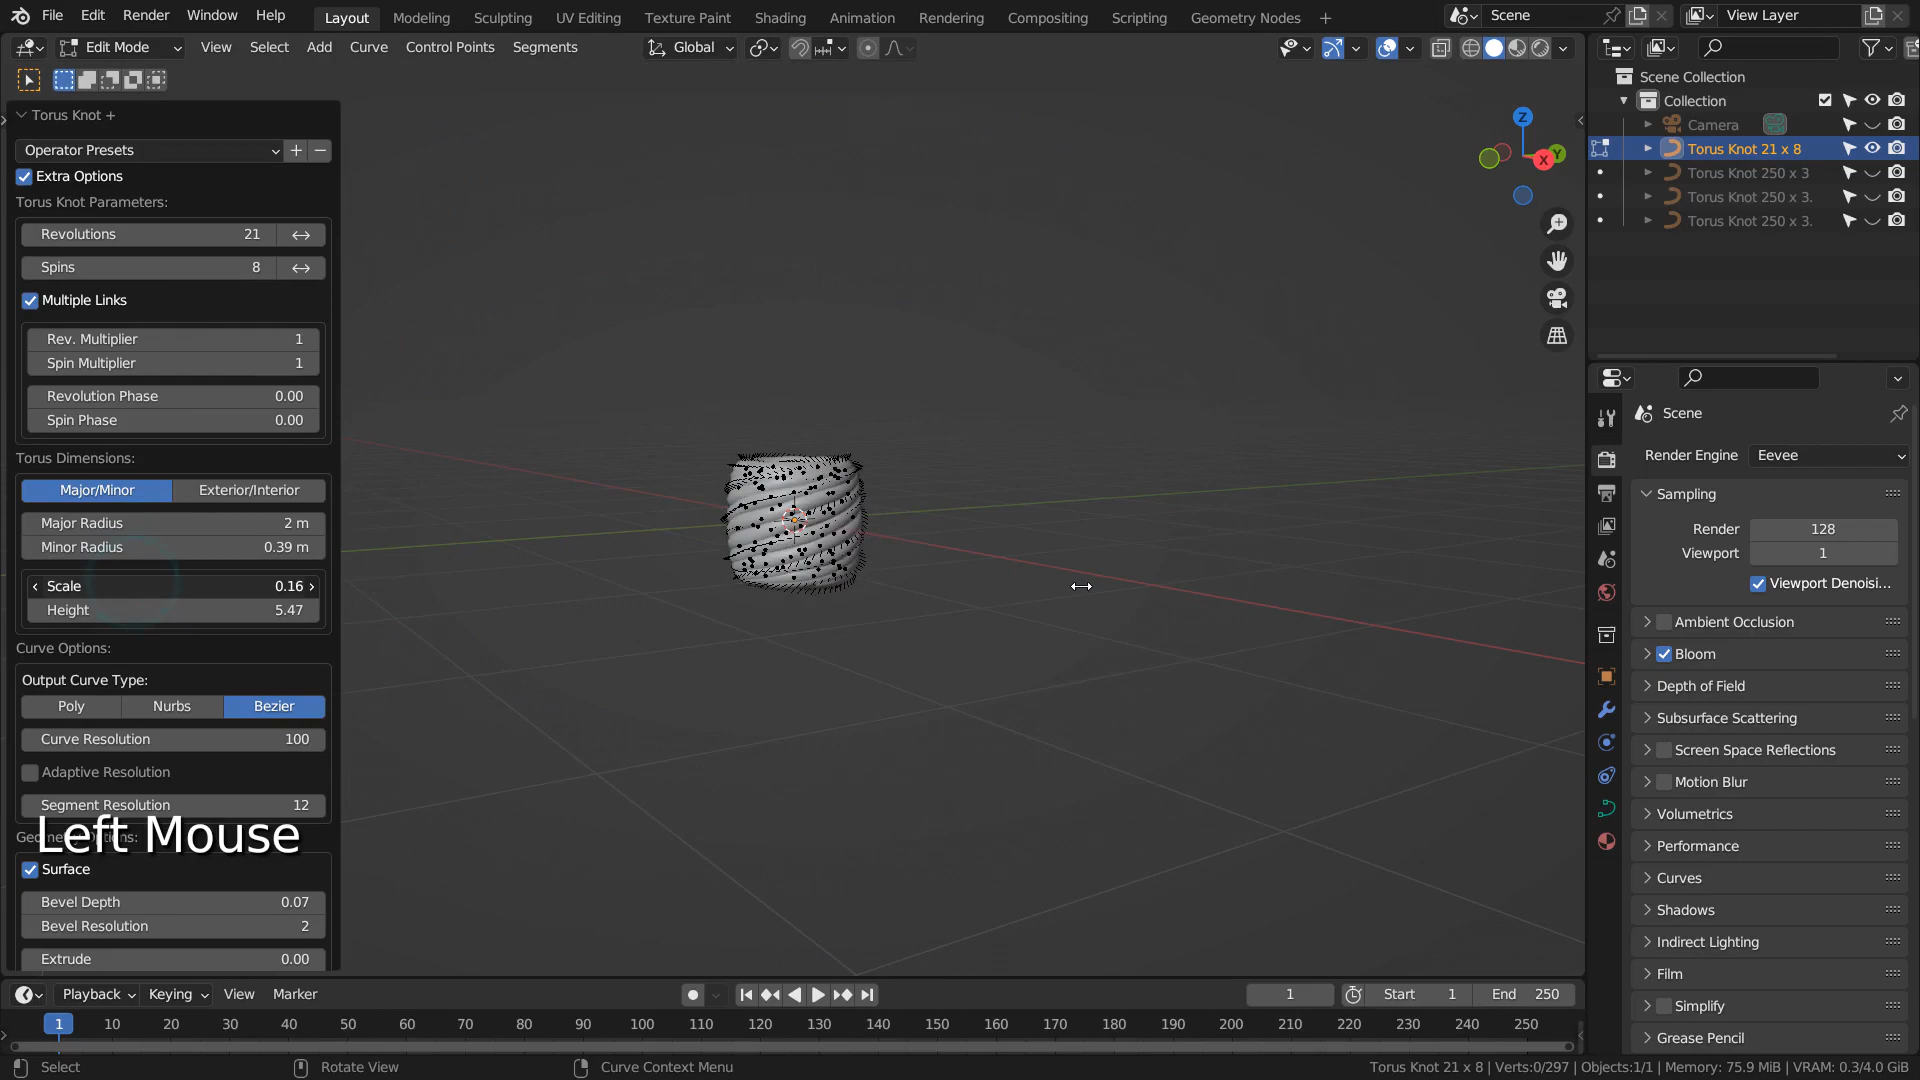 File Edit Render Window Help Layout Modeling Sculpting UV Editing Texture Paint Shading Animation Rendering Compositing Scripting Geometry Nodes + Scene View Layer
Edit Mode View Select Add Curve Control Points Segments Global
Torus Knot +
Operator Presets
Extra Options
Torus Knot Parameters:
Revolutions 21
Spins 8
Multiple Links
Rev. Multiplier 1
Spin Multiplier 1
Revolution Phase 0.00
Spin Phase 0.00
Torus Dimensions:
Major/Minor Exterior/Interior
Major Radius 2 m
Minor Radius 0.39 m
Scale 0.16
Height 5.47
Curve Options:
Output Curve Type:
Poly Nurbs Bezier
Curve Resolution 100
Adaptive Resolution
Segment Resolution 12
Left Mouse
Surface
Bevel Depth 0.07
Bevel Resolution 2
Extrude 0.00
Z
Y
X
Scene Collection
Collection
Camera
Torus Knot 21 x 8
Torus Knot 250 x 3
Torus Knot 250 x 3.
Torus Knot 250 x 3.
Scene
Render Engine Eevee
Sampling
Render 128
Viewport 1
Viewport Denoisi...
Ambient Occlusion
Bloom
Depth of Field
Subsurface Scattering
Screen Space Reflections
Motion Blur
Volumetrics
Performance
Curves
Shadows
Indirect Lighting
Film
Simplify
Grease Pencil
Playback Keying View Marker 1 Start 1 End 250
1 10 20 30 40 50 60 70 80 90 100 110 120 130 140 150 160 170 180 190 200 210 220 230 240 250
Select Rotate View Curve Context Menu Torus Knot 21 x 8 | Verts:0/297 | Objects:1/1 | Memory: 75.9 MiB | VRAM: 0.3/4.0 GiB